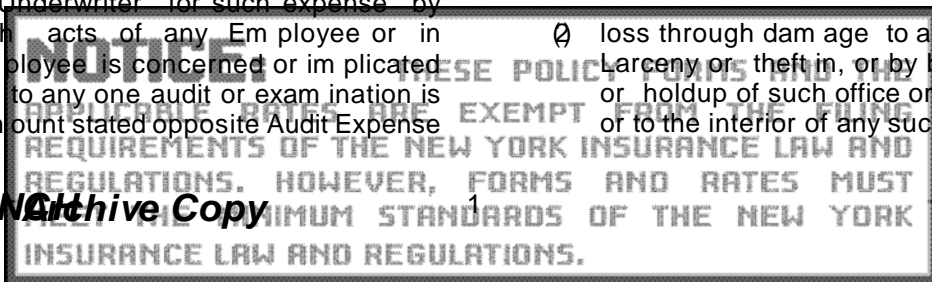 Underwriter for such expense by
acts of any Em ployee or in
ployee is concerned or im plicated
to any one audit or exam ination is
ount stated opposite Audit Expense
(2) loss through dam age to a
Larceny or theft in, or by
or holdup of such office or
or to the interior of any suc
NOTICE: THESE POLICY FORMS AND THE
APPLICABLE RATES ARE EXEMPT FROM THE FILING
REQUIREMENTS OF THE NEW YORK INSURANCE LAW AND
REGULATIONS. HOWEVER, FORMS AND RATES MUST
MEET THE MINIMUM STANDARDS OF THE NEW YORK
INSURANCE LAW AND REGULATIONS.
Archive Copy
1